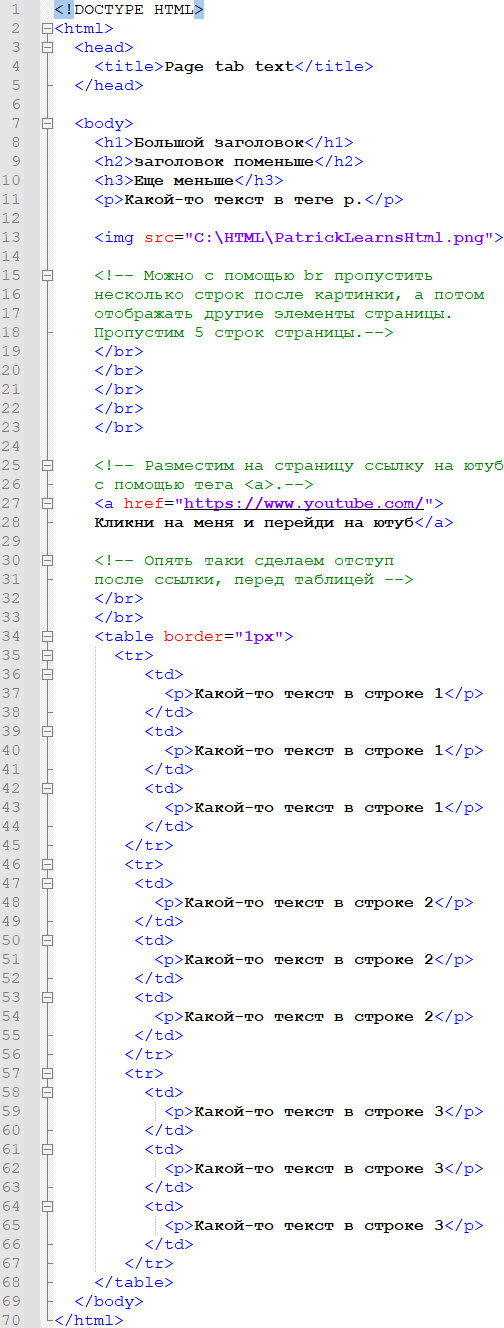 1 <!DOCTYPE HTML>
2 <html>
3 <head>
4 <title>Page tab text</title>
5 </head>
6
7 <body>
8 <h1>Большой заголовок</h1>
9 <h2>заголовок поменьше</h2>
10 <h3>Еще меньше</h3>
11 <p>Какой-то текст в теге p.</p>
12
13 <img src="C:\HTML\PatrickLearnsHtml.png">
14
15 <!-- Можно с помощью br пропустить
16 несколько строк после картинки, а потом
17 отображать другие элементы страницы.
18 Пропустим 5 строк страницы.-->
19 </br>
20 </br>
21 </br>
22 </br>
23 </br>
24
25 <!-- Разместим на страницу ссылку на ютуб
26 с помощью тега <a>.-->
27 <a href="https://www.youtube.com/">
28 Кликни на меня и перейди на ютуб</a>
29
30 <!-- Опять таки сделаем отступ
31 после ссылки, перед таблицей -->
32 </br>
33 </br>
34 <table border="1px">
35 <tr>
36 <td>
37 <p>Какой-то текст в строке 1</p>
38 </td>
39 <td>
40 <p>Какой-то текст в строке 1</p>
41 </td>
42 <td>
43 <p>Какой-то текст в строке 1</p>
44 </td>
45 </tr>
46 <tr>
47 <td>
48 <p>Какой-то текст в строке 2</p>
49 </td>
50 <td>
51 <p>Какой-то текст в строке 2</p>
52 </td>
53 <td>
54 <p>Какой-то текст в строке 2</p>
55 </td>
56 </tr>
57 <tr>
58 <td>
59 <p>Какой-то текст в строке 3</p>
60 </td>
61 <td>
62 <p>Какой-то текст в строке 3</p>
63 </td>
64 <td>
65 <p>Какой-то текст в строке 3</p>
66 </td>
67 </tr>
68 </table>
69 </body>
70 </html>